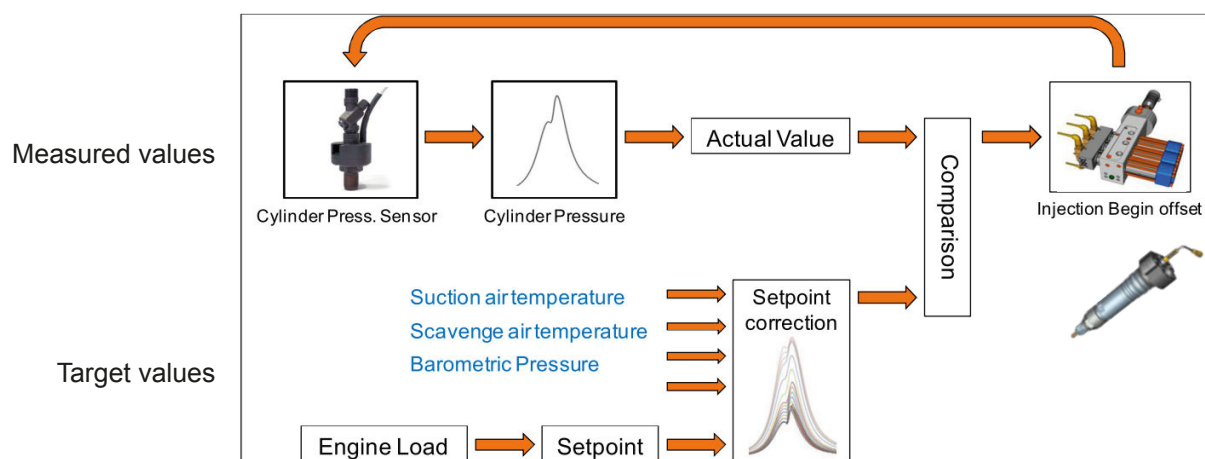 Measured values
Cylinder Press. Sensor
Cylinder Pressure
Actual Value
Comparison
Injection Begin offset
Suction air temperature
Scavenge air temperature
Barometric Pressure
Setpoint
correction
Target values
Engine Load
Setpoint